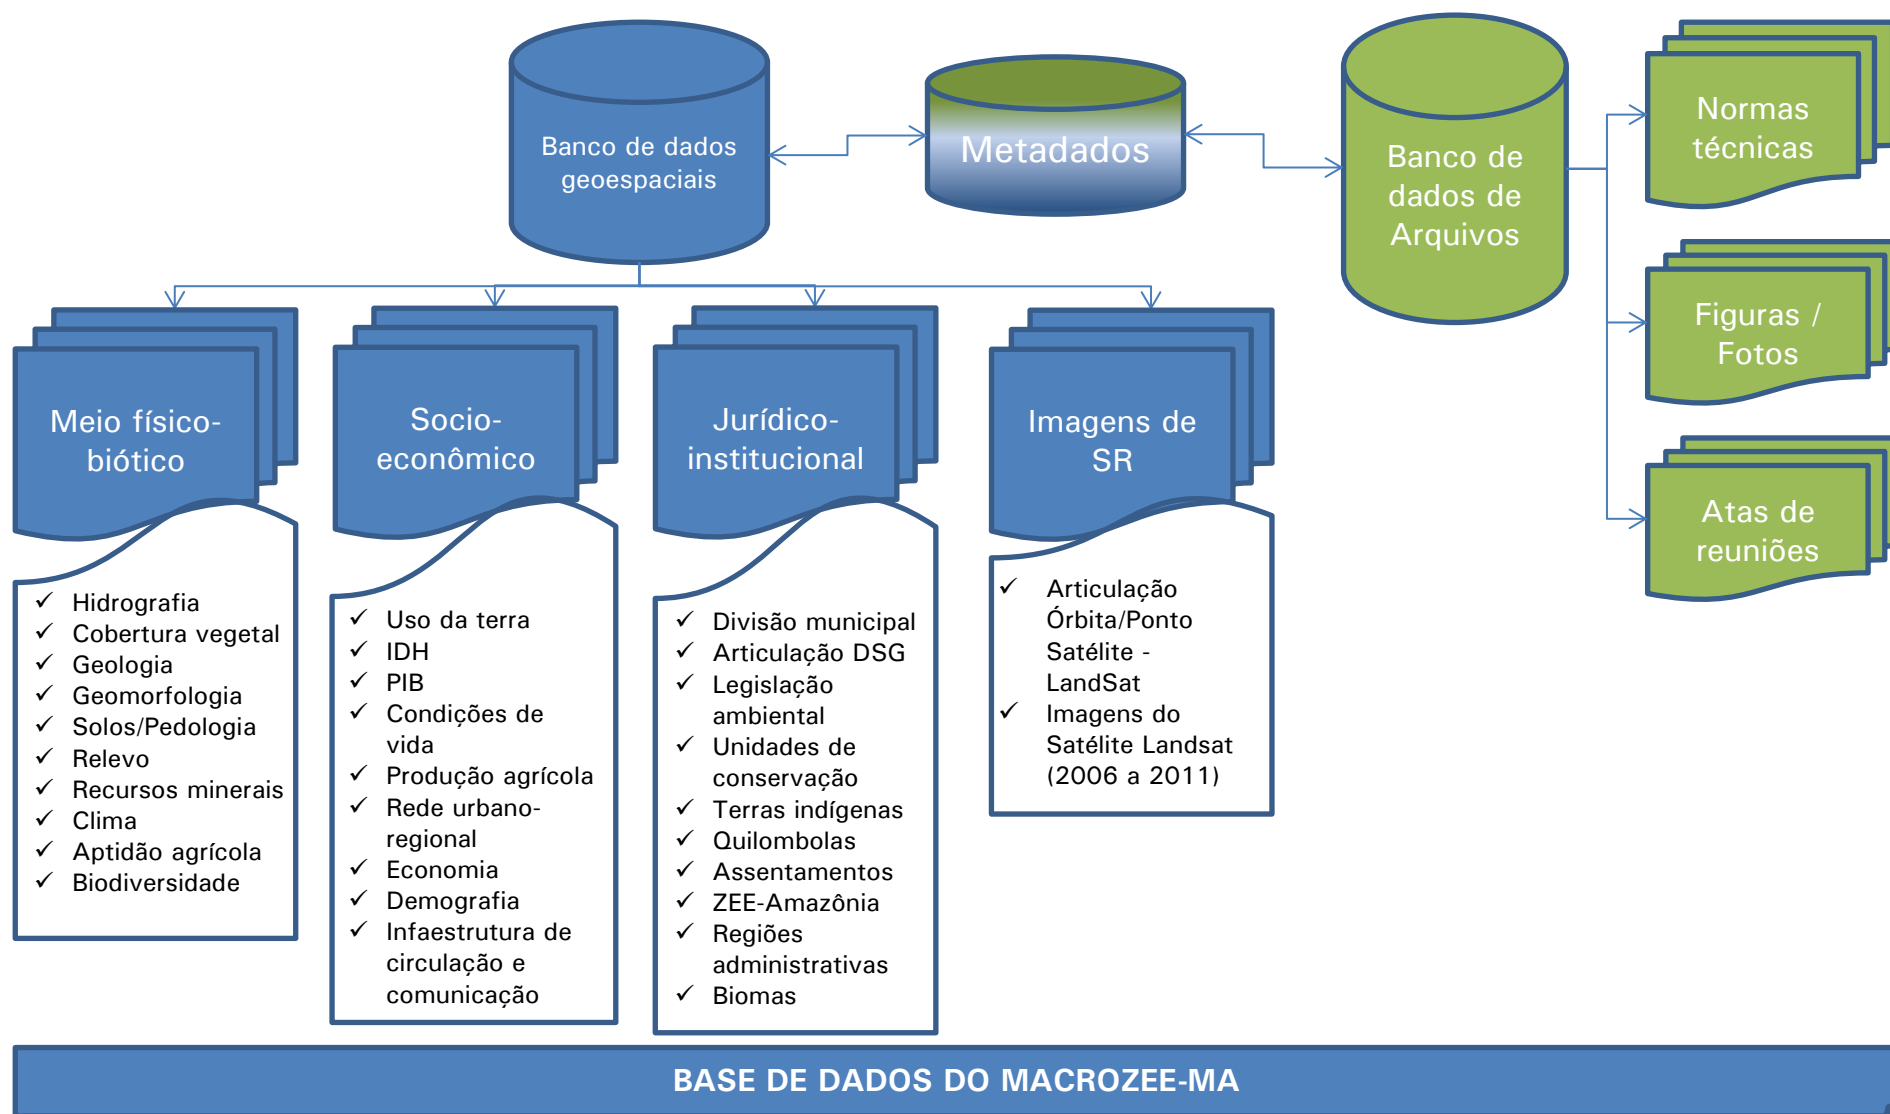 Banco de dados
geoespaciais
Metadados
Banco de
dados de
Arquivos
Normas
técnicas
Figuras /
Fotos
Atas de
reuniões
Meio físico-
biótico
Hidrografia
Cobertura vegetal
Geologia
Geomorfologia
Solos/Pedologia
Relevo
Recursos minerais
Clima
Aptidão agrícola
Biodiversidade
Socio-
econômico
Uso da terra
IDH
PIB
Condições de
vida
Produção agrícola
Rede urbano-
regional
Economia
Demografia
Infaestrutura de
circulação e
comunicação
Jurídico-
institucional
Divisão municipal
Articulação DSG
Legislação
ambiental
Unidades de
conservação
Terras indígenas
Quilombolas
Assentamentos
ZEE-Amazônia
Regiões
administrativas
Biomas
Imagens de
SR
Articulação
Órbita/Ponto
Satélite -
LandSat
Imagens do
Satélite Landsat
(2006 a 2011)
BASE DE DADOS DO MACROZEE-MA